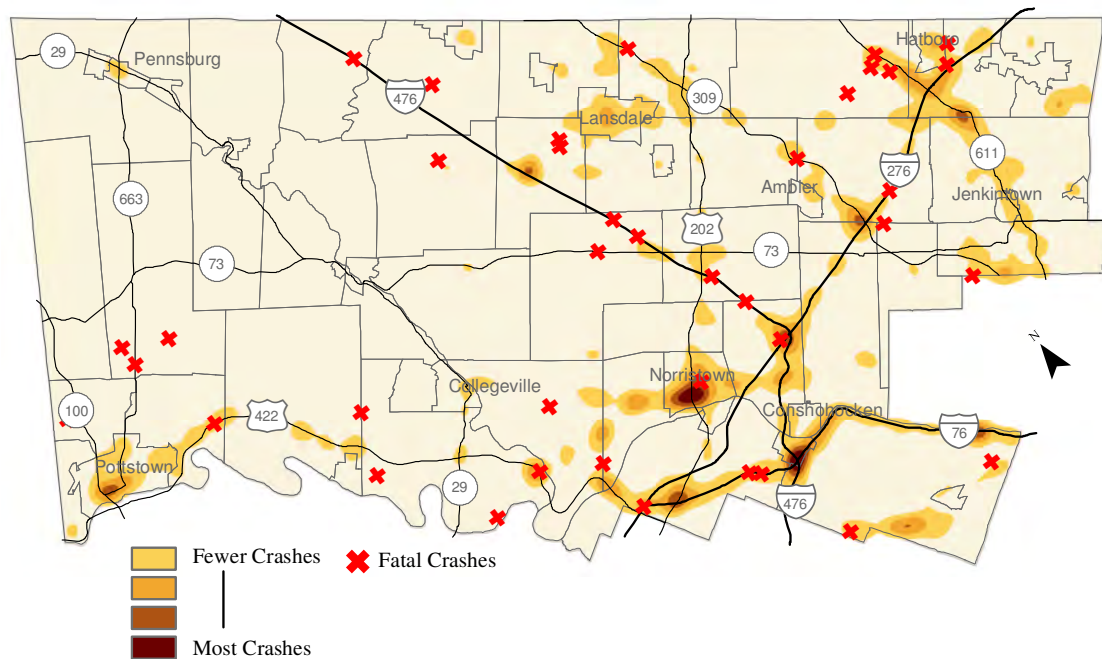 29
Pennsburg
Hatboro
476
309
Lansdale
611
276
Ambler
Jenkintown
663
202
73
73
N
Norristown
Collegeville
100
422
Conshohocken
76
Pottstown
29
476
Fewer Crashes
Fatal Crashes
Most Crashes